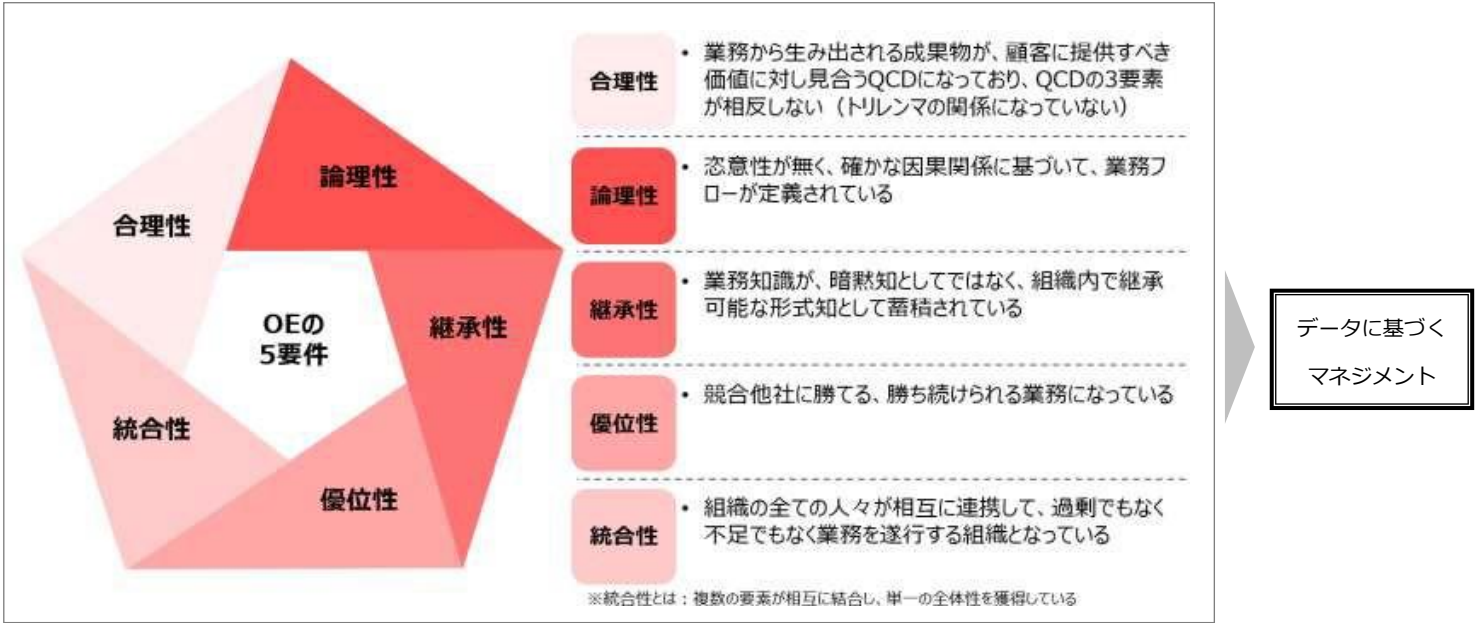 論理性
合理性
OEの
5要件
継承性
統合性
優位性
合理性
• 業務から生み出される成果物が、顧客に提供すべき
価値に対し見合うQCDになっており、QCDの3要素
が相反しない（トリレンマの関係になっていない）
論理性
• 恣意性が無く、確かな因果関係に基づいて、業務フ
ローが定義されている
継承性
• 業務知識が、暗黙知としてではなく、組織内で継承
可能な形式知として蓄積されている
優位性
• 競合他社に勝てる、勝ち続けられる業務になっている
統合性
• 組織の全ての人々が相互に連携して、過剰でもなく
不足でもなく業務を遂行する組織となっている
※統合性とは：複数の要素が相互に結合し、単一の全体性を獲得している
データに基づく
マネジメント